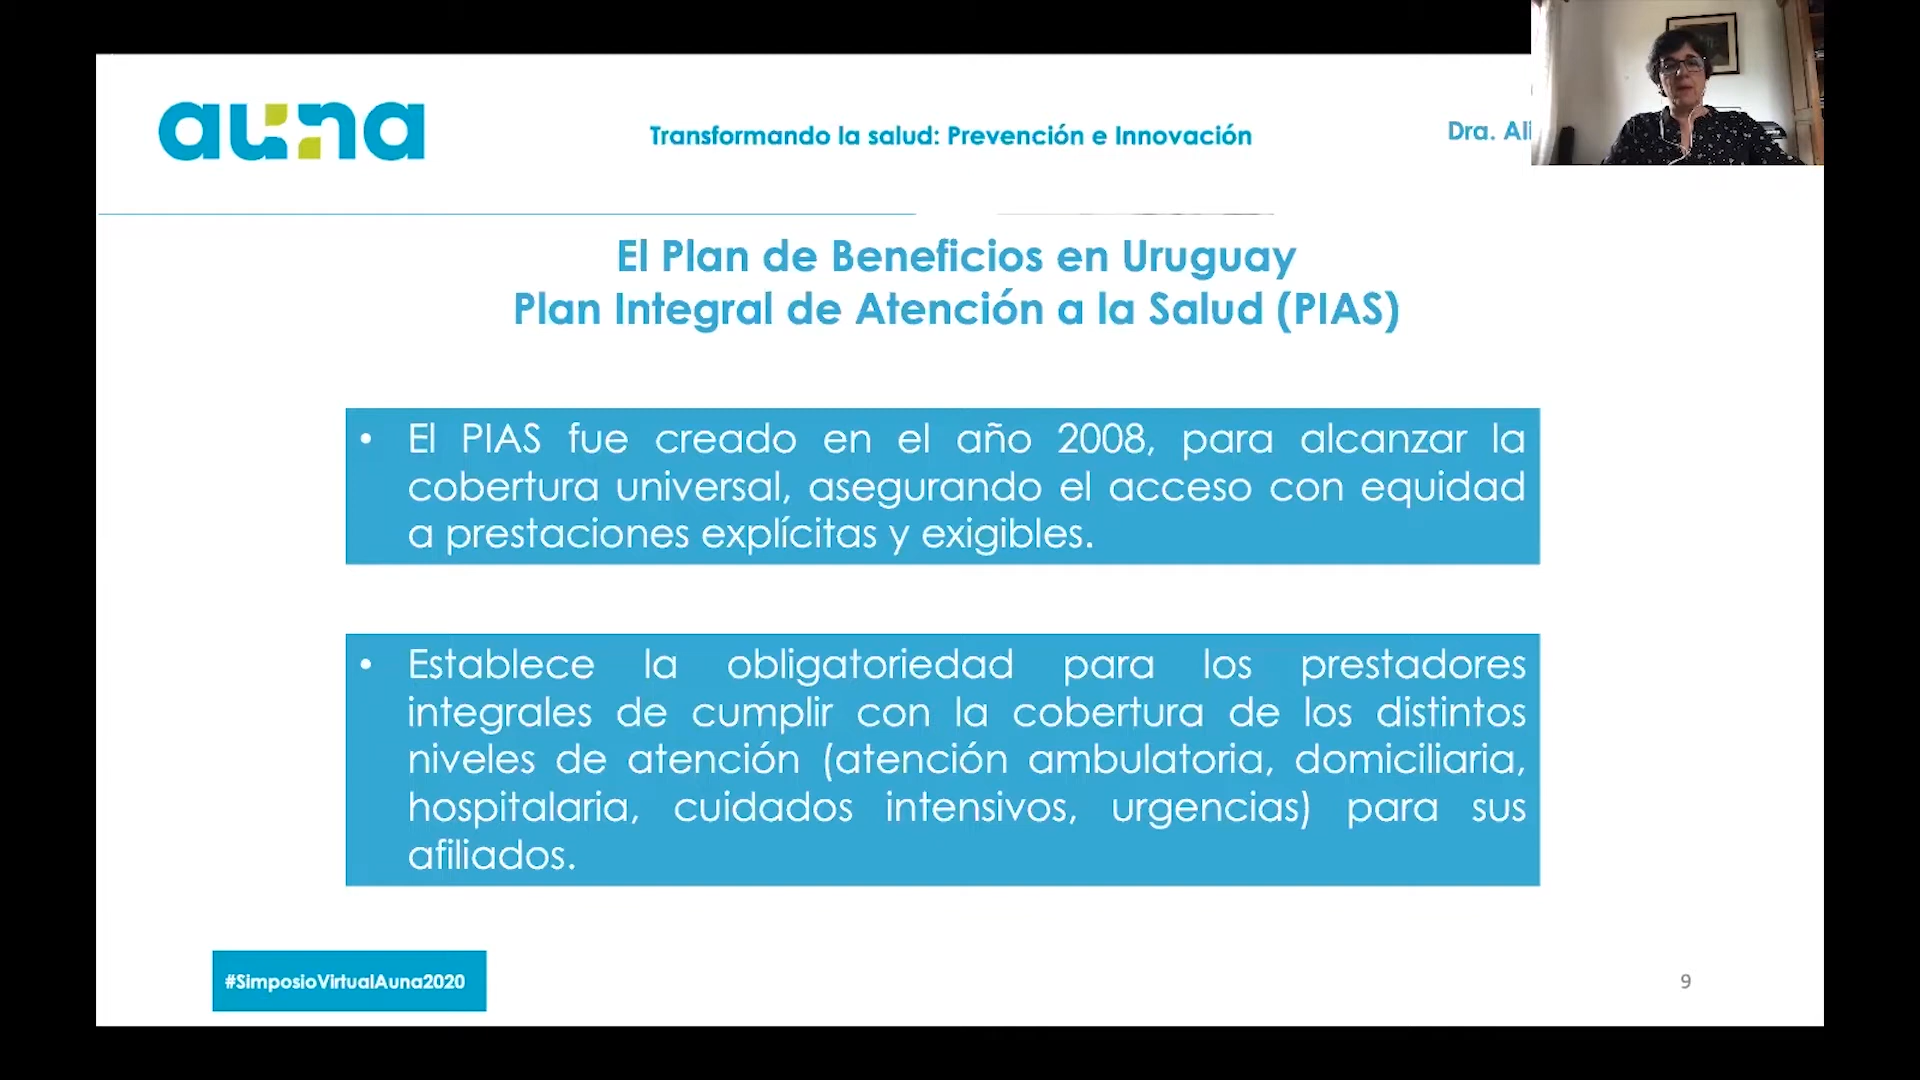 auna
Transformando la salud: Prevención e Innovación
Dra. Ali
El Plan de Beneficios en Uruguay
Plan Integral de Atención a la Salud (PIAS)
• El PIAS fue creado en el año 2008, para alcanzar la
cobertura universal, asegurando el acceso con equidad
a prestaciones explícitas y exigibles.
• Establece la obligatoriedad para los prestadores
integrales de cumplir con la cobertura de los distintos
niveles de atención (atención ambulatoria, domiciliaria,
hospitalaria, cuidados intensivos, urgencias) para sus
afiliados.
#SimposioVirtualAuna2020
9